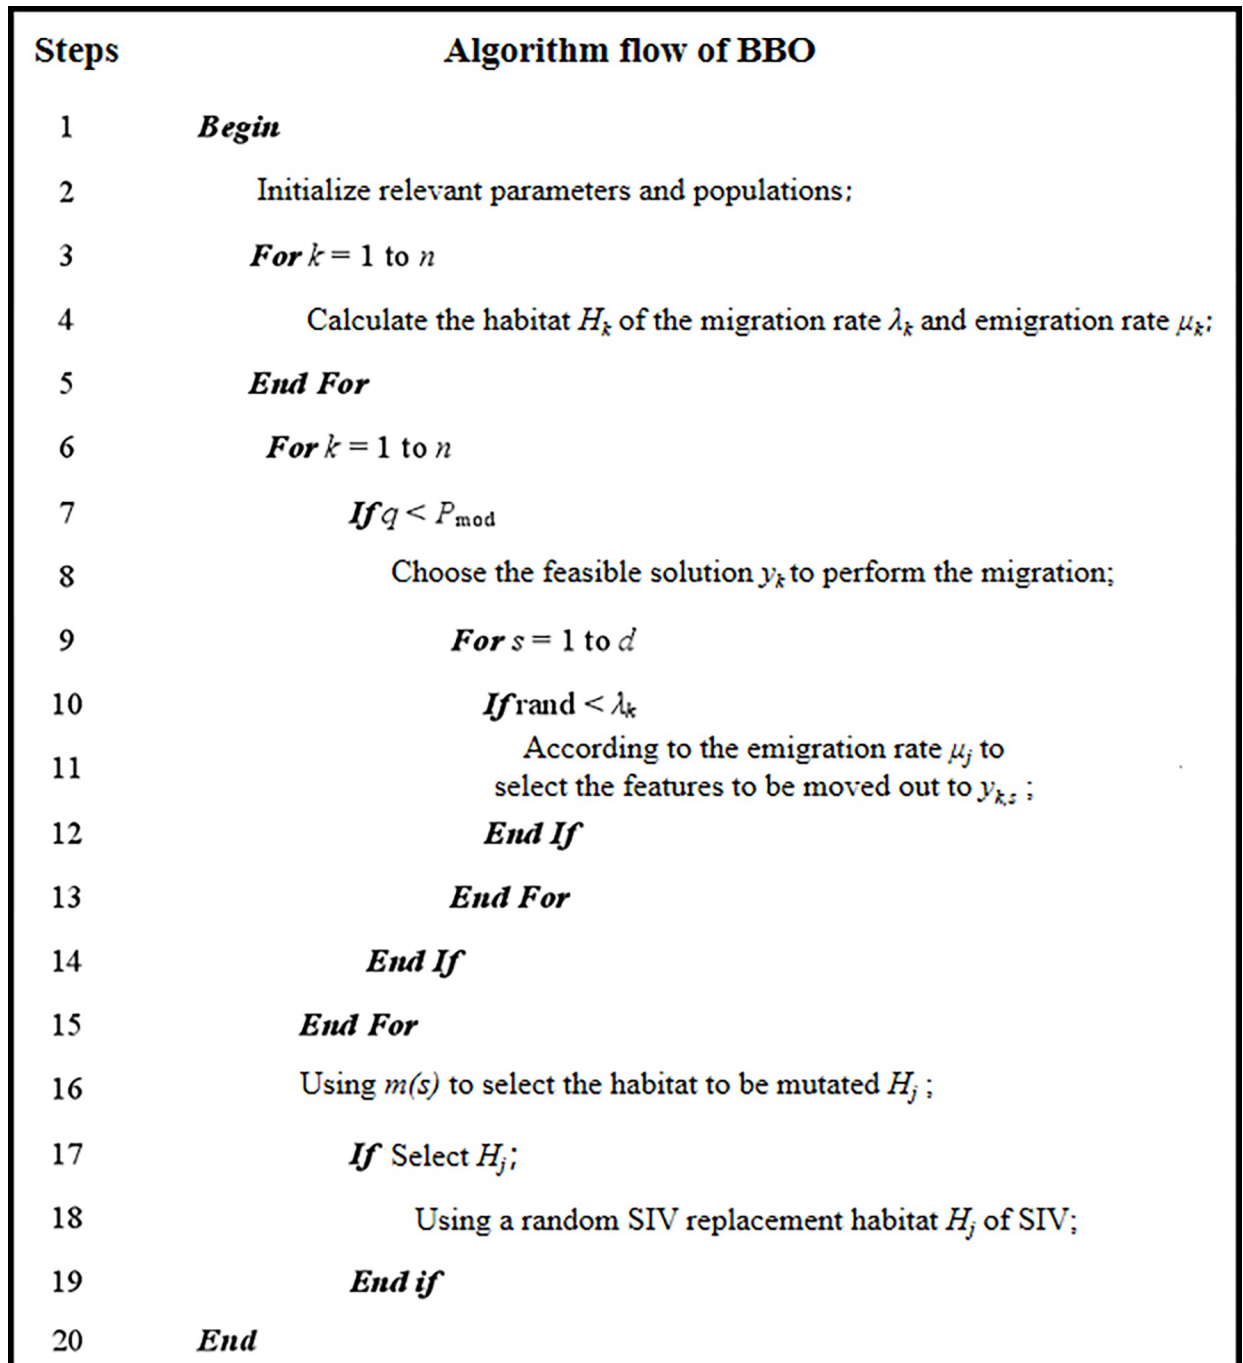 Steps Algorithm flow of BBO
1 Begin
2 Initialize relevant parameters and populations;
3 For k = 1 to n
4 Calculate the habitat Hₖ of the migration rate λₖ and emigration rate μₖ;
5 End For
6 For k = 1 to n
7 If q < Pmod
8 Choose the feasible solution yₖ to perform the migration;
9 For s = 1 to d
10 If rand < λₖ
11 According to the emigration rate μⱼ to
select the features to be moved out to yₖ,ₛ ;
12 End If
13 End For
14 End If
15 End For
16 Using m(s) to select the habitat to be mutated Hⱼ ;
17 If Select Hⱼ;
18 Using a random SIV replacement habitat Hⱼ of SIV;
19 End if
20 End